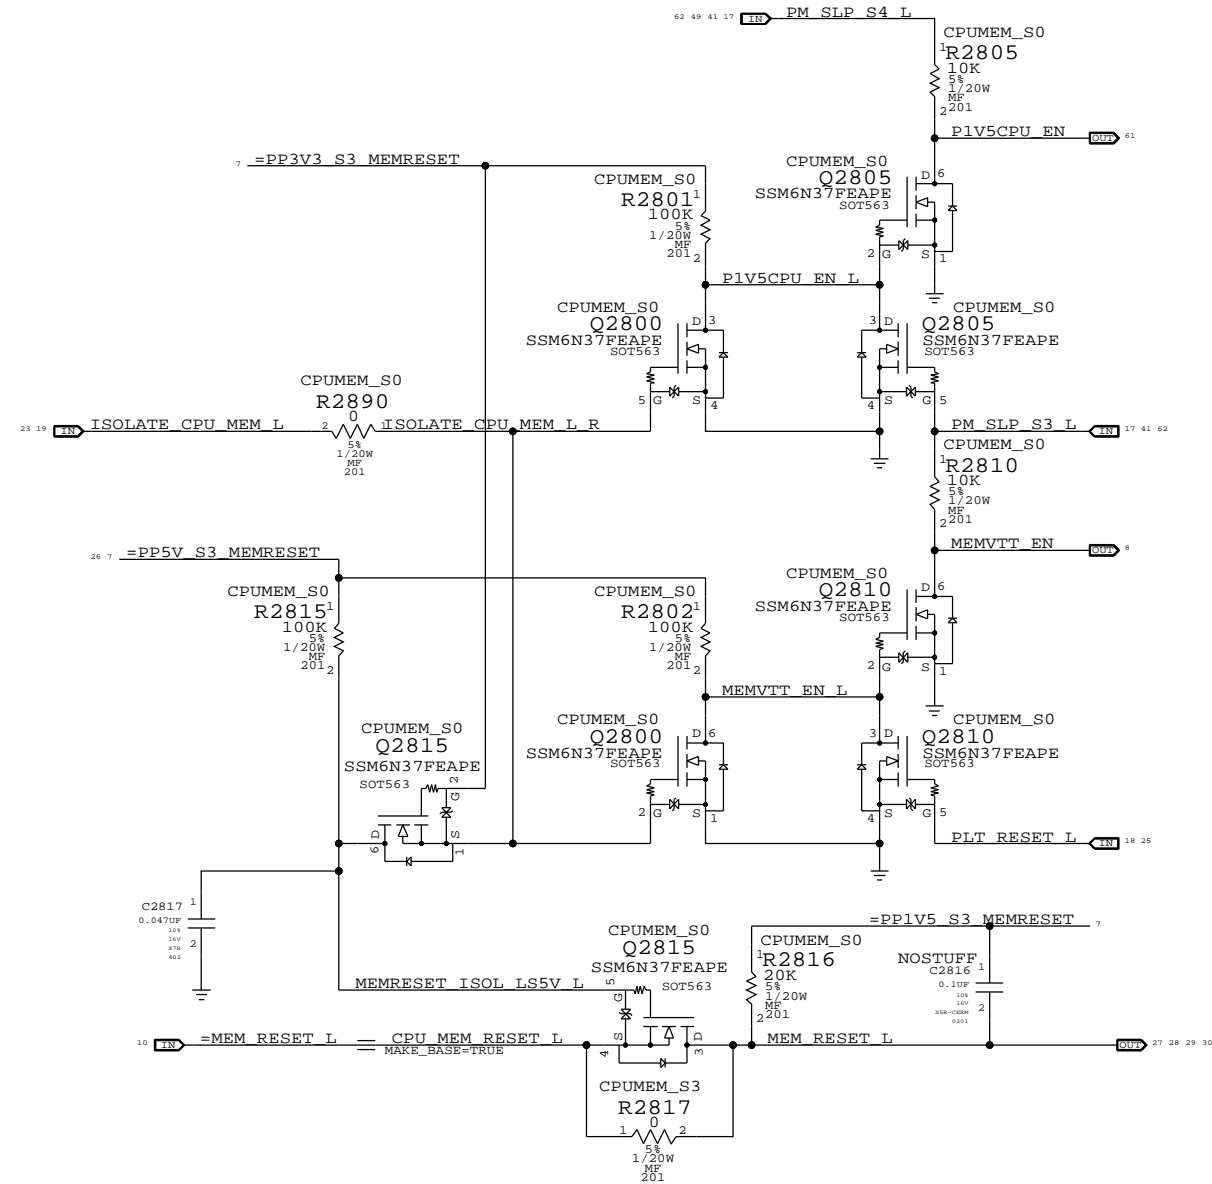 62 49 41 17 IN PM_SLP_S4_L
CPUMEM_S0
1
R2805
10K
5%
1/20W
MF
201
2
P1V5CPU_EN
OUT 61
7 =PP3V3_S3_MEMRESET
CPUMEM_S0
R2801
1
100K
5%
1/20W
MF
201
2
CPUMEM_S0
Q2805
SSM6N37FEAPE
SOT563
D 6
2 G S 1
P1V5CPU_EN_L
CPUMEM_S0
Q2800
SSM6N37FEAPE
SOT563
D 3
5 G S 4
CPUMEM_S0
Q2805
SSM6N37FEAPE
SOT563
3 D
4 S G 5
CPUMEM_S0
R2890
0
23 19 IN ISOLATE_CPU_MEM_L 2 1 ISOLATE_CPU_MEM_L_R
5%
1/20W
MF
201
PM_SLP_S3_L IN 17 41 62
CPUMEM_S0
1
R2810
10K
5%
1/20W
MF
201
2
MEMVTT_EN
OUT 8
26 7 =PP5V_S3_MEMRESET
CPUMEM_S0
R2815
1
100K
5%
1/20W
MF
201
2
CPUMEM_S0
R2802
1
100K
5%
1/20W
MF
201
2
CPUMEM_S0
Q2810
SSM6N37FEAPE
SOT563
D 6
2 G S 1
MEMVTT_EN_L
CPUMEM_S0
Q2815
SSM6N37FEAPE
SOT563
G 2
6 D S 1
CPUMEM_S0
Q2800
SSM6N37FEAPE
SOT563
D 6
2 G S 1
CPUMEM_S0
Q2810
SSM6N37FEAPE
SOT563
3 D
4 S G 5
PLT_RESET_L IN 18 25
C2817
1
0.047UF
10%
16V
X7R
402
2
CPUMEM_S0
Q2815
SSM6N37FEAPE
SOT563
MEMRESET_ISOL_LS5V_L
5 G
4 S D 3
=PP1V5_S3_MEMRESET 7
CPUMEM_S0
1
R2816
20K
5%
1/20W
MF
201
2
NOSTUFF
C2816
1
0.1UF
10%
16V
X5R-CERM
0201
2
10 IN =MEM_RESET_L CPU_MEM_RESET_L
MAKE_BASE=TRUE
MEM_RESET_L
OUT 27 28 29 30
CPUMEM_S3
R2817
0
1 2
5%
1/20W
MF
201